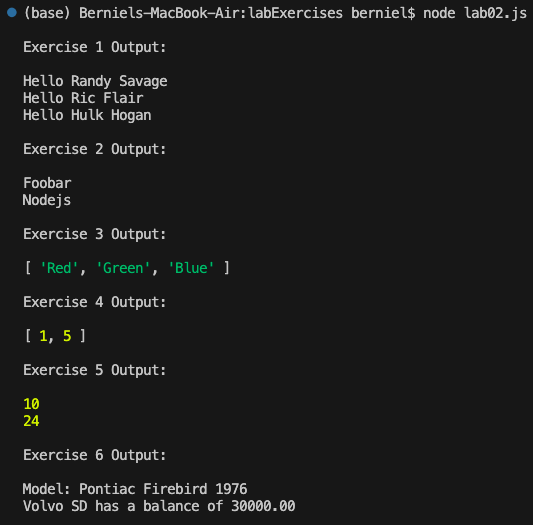 (base) Berniels-MacBook-Air:labExercises berniel$ node lab02.js
Exercise 1 Output:
Hello Randy Savage
Hello Ric Flair
Hello Hulk Hogan
Exercise 2 Output:
Foobar
Nodejs
Exercise 3 Output:
[ 'Red', 'Green', 'Blue' ]
Exercise 4 Output:
[ 1, 5 ]
Exercise 5 Output:
10
24
Exercise 6 Output:
Model: Pontiac Firebird 1976
Volvo SD has a balance of 30000.00